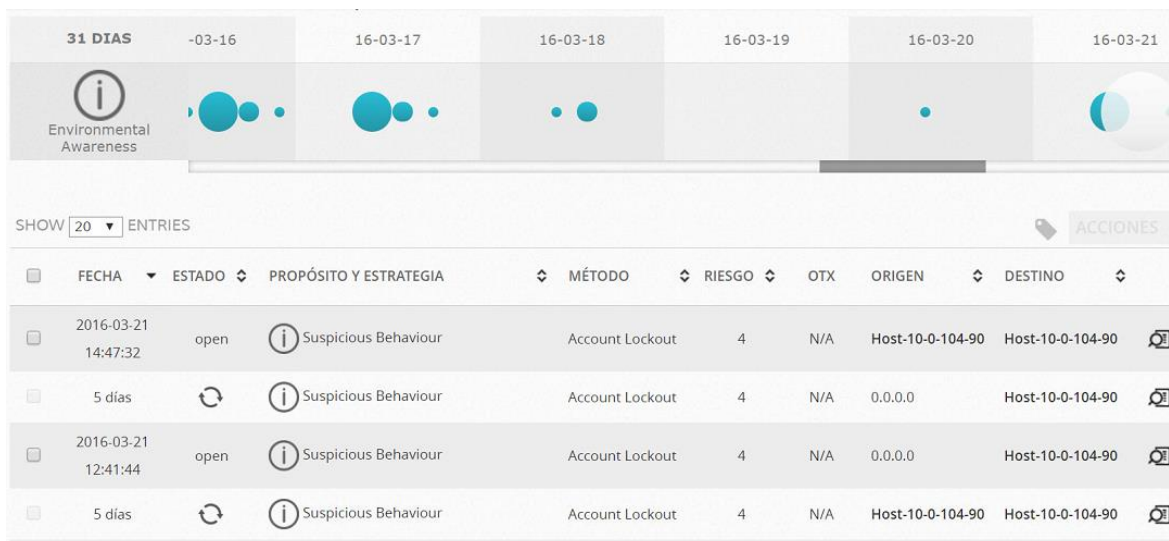 31 DIAS -03-16 16-03-17 16-03-18 16-03-19 16-03-20 16-03-21
Environmental
Awareness
SHOW 20 ENTRIES ACCIONES
FECHA ESTADO PROPÓSITO Y ESTRATEGIA MÉTODO RIESGO OTX ORIGEN DESTINO
2016-03-21
14:47:32
open Suspicious Behaviour Account Lockout 4 N/A Host-10-0-104-90 Host-10-0-104-90
5 días Suspicious Behaviour Account Lockout 4 N/A 0.0.0.0 Host-10-0-104-90
2016-03-21
12:41:44
open Suspicious Behaviour Account Lockout 4 N/A 0.0.0.0 Host-10-0-104-90
5 días Suspicious Behaviour Account Lockout 4 N/A Host-10-0-104-90 Host-10-0-104-90